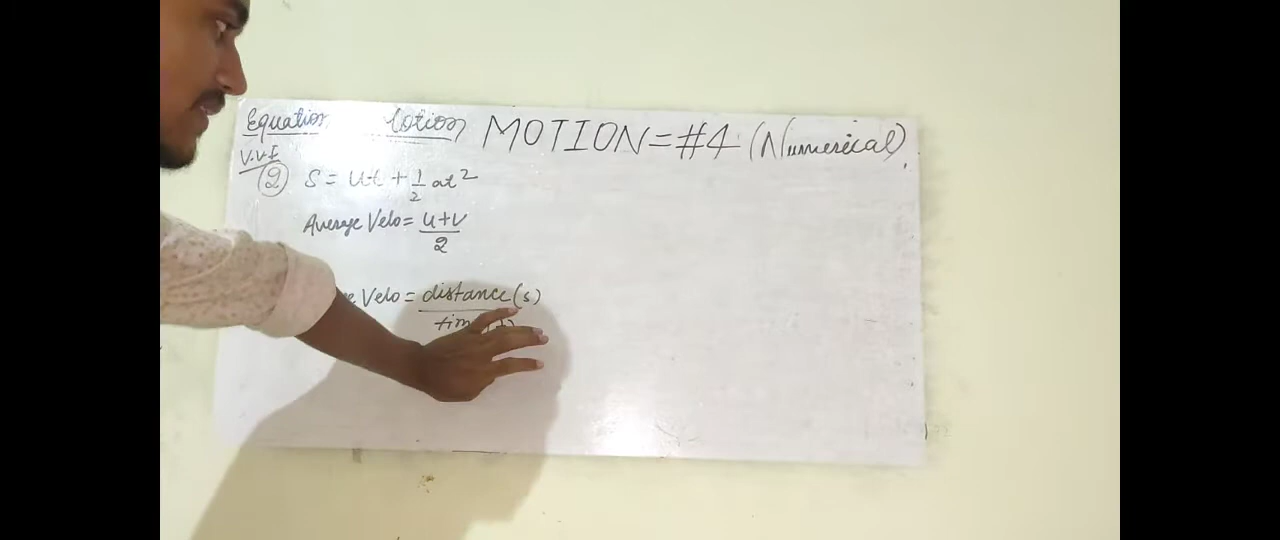 Equation Motion MOTION = #4 (Numerical)
V.V.I
② S = ut + 1/2 at²
Average Velo = u+v/2
Velo = distance(s)/time(t)